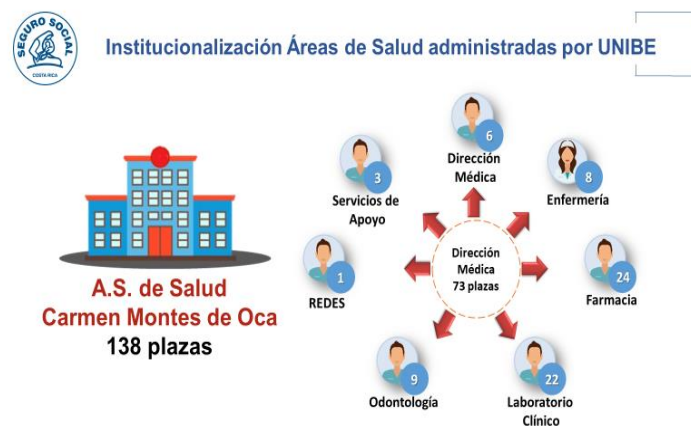 SEGURO SOCIAL
COSTA RICA
Institucionalización Áreas de Salud administradas por UNIBE
6
Dirección
Médica
3
Servicios de
Apoyo
8
Enfermería
A.S. de Salud
Carmen Montes de Oca
138 plazas
1
REDES
Dirección
Médica
73 plazas
24
Farmacia
9
Odontología
22
Laboratorio
Clínico